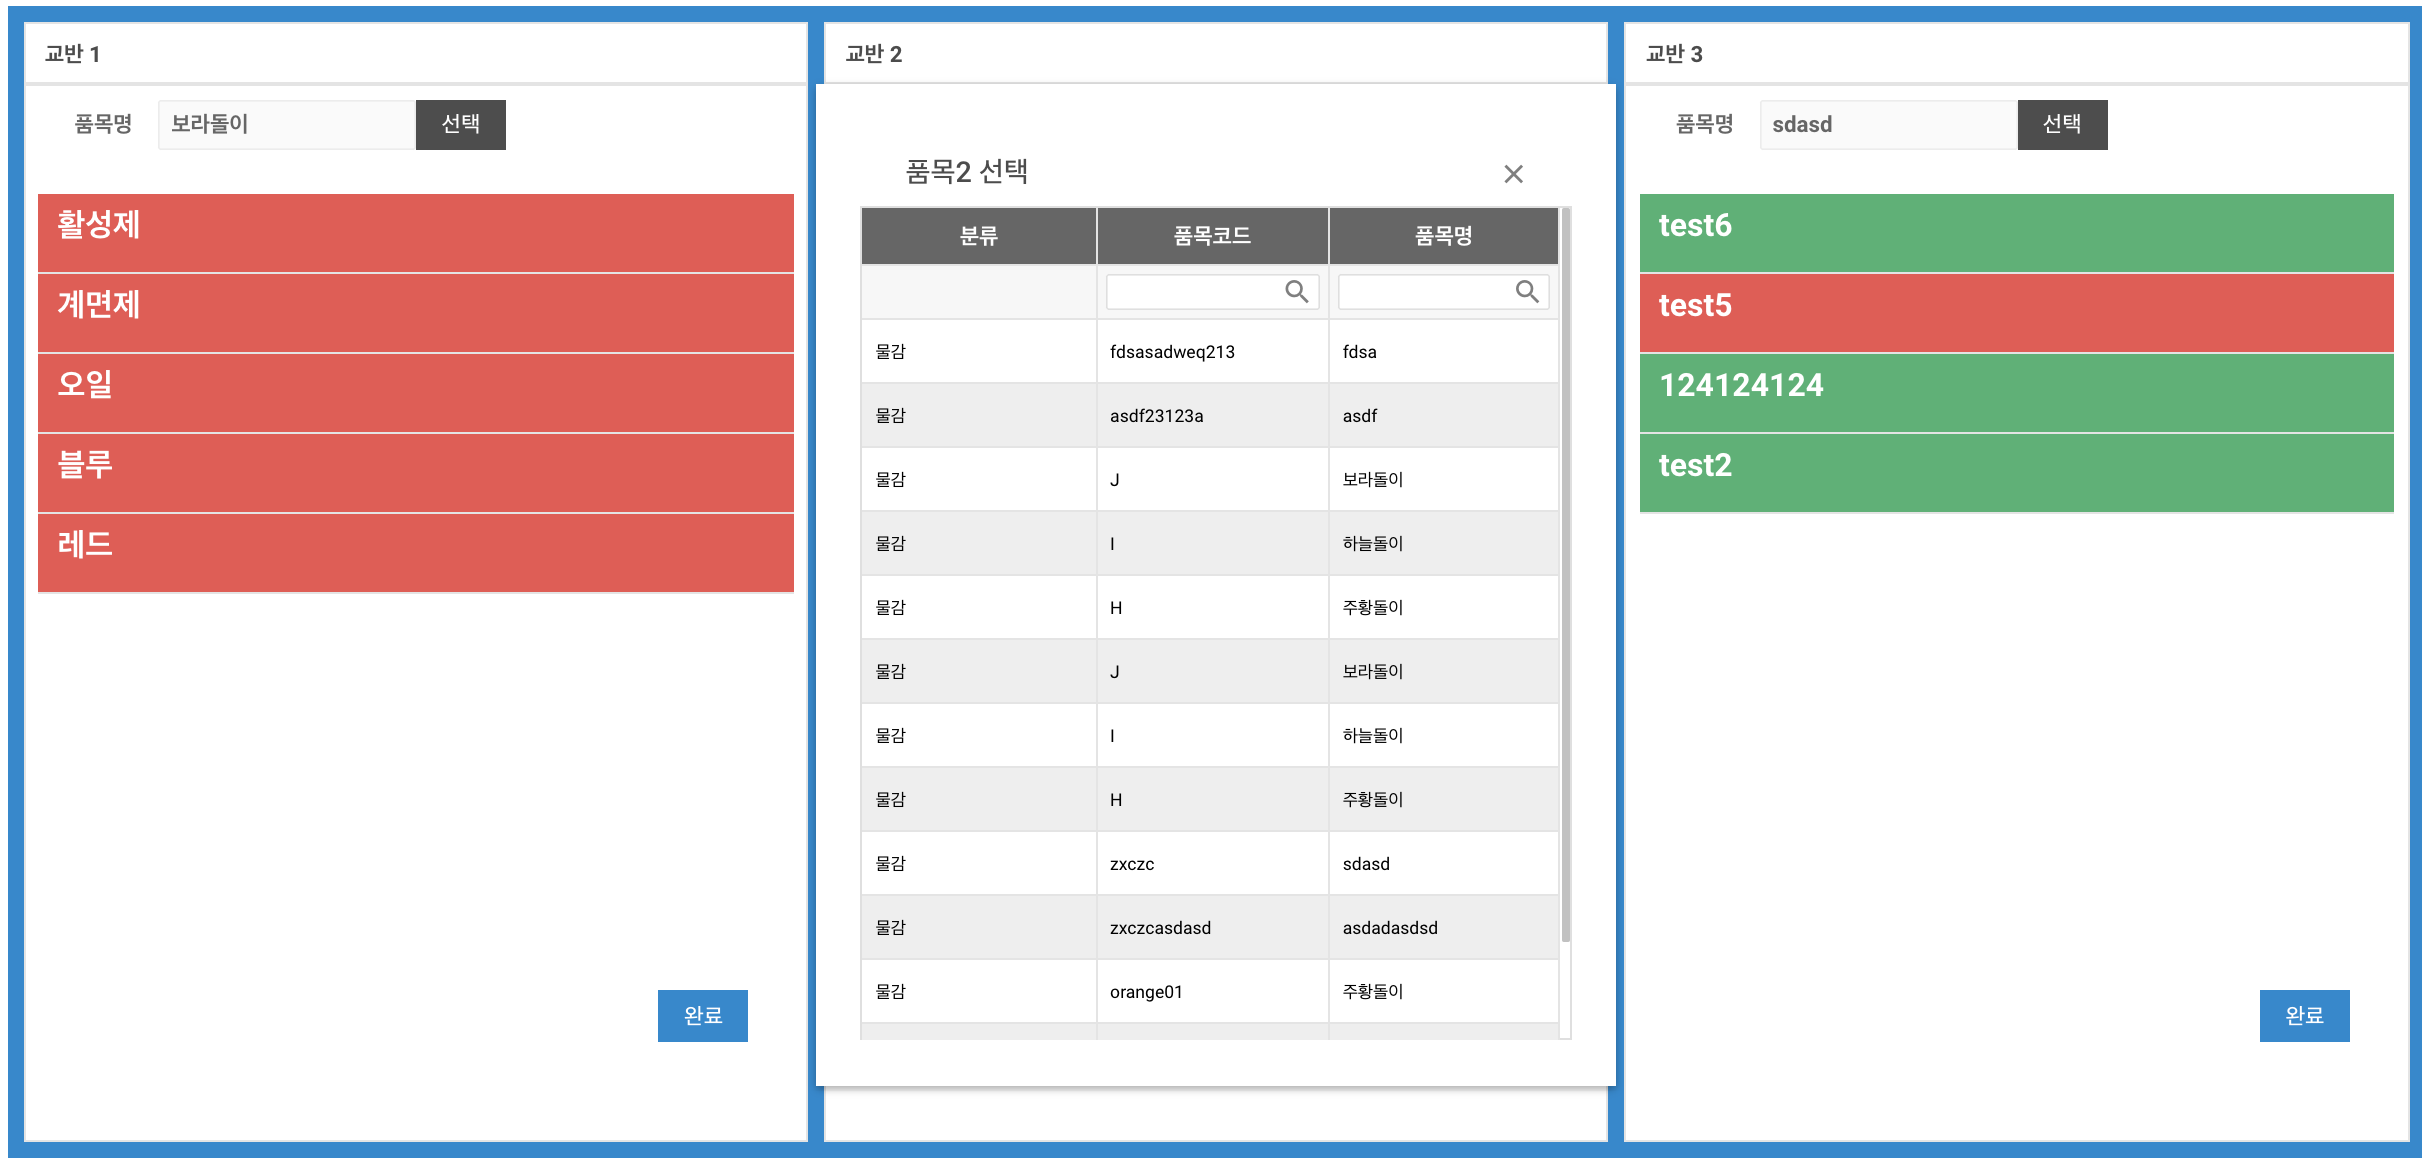 교반 1
품목명 보라돌이 선택
활성제
계면제
오일
블루
레드
완료
교반 2
품목2 선택
분류 품목코드 품목명
물감 fdsasadweq213 fdsa
물감 asdf23123a asdf
물감 J 보라돌이
물감 I 하늘돌이
물감 H 주황돌이
물감 J 보라돌이
물감 I 하늘돌이
물감 H 주황돌이
물감 zxczc sdasd
물감 zxczcasdasd asdadasdsd
물감 orange01 주황돌이
교반 3
품목명 sdasd 선택
test6
test5
124124124
test2
완료